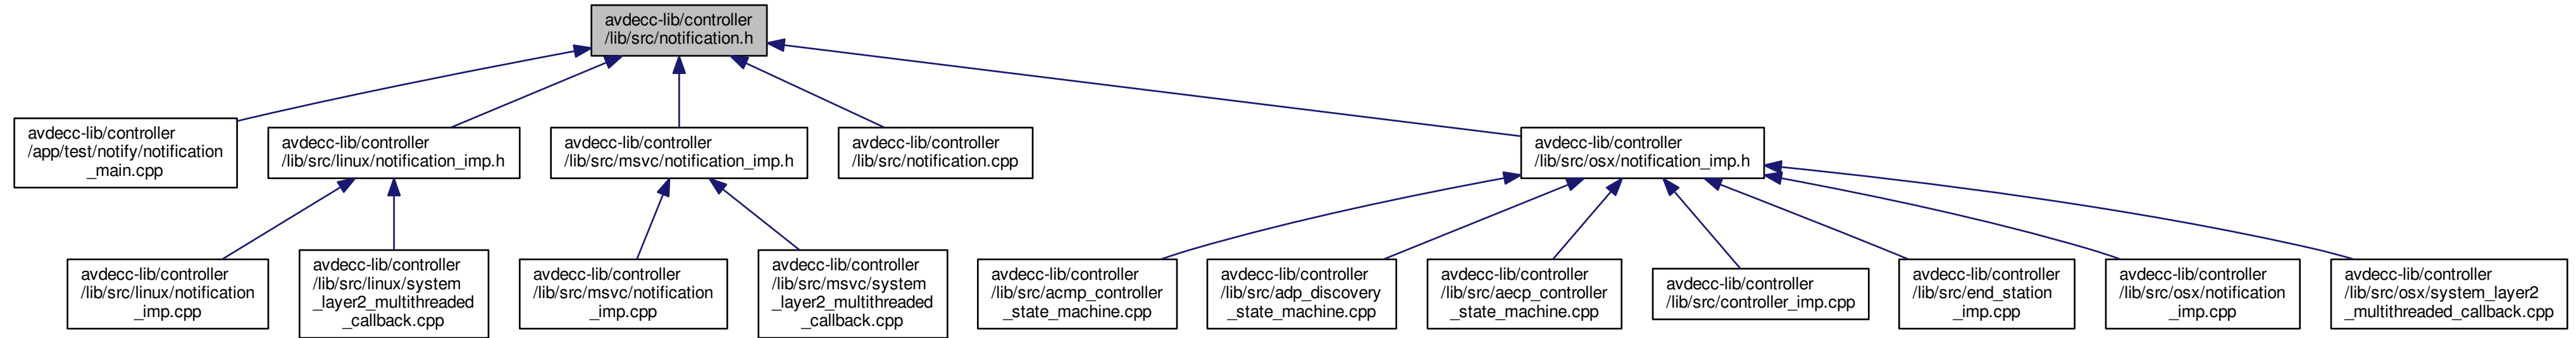 avdecc-lib/controller
/lib/src/notification.h
avdecc-lib/controller
/app/test/notify/notification
_main.cpp
avdecc-lib/controller
/lib/src/linux/notification_imp.h
avdecc-lib/controller
/lib/src/msvc/notification_imp.h
avdecc-lib/controller
/lib/src/notification.cpp
avdecc-lib/controller
/lib/src/osx/notification_imp.h
avdecc-lib/controller
/lib/src/linux/notification
_imp.cpp
avdecc-lib/controller
/lib/src/linux/system
_layer2_multithreaded
_callback.cpp
avdecc-lib/controller
/lib/src/msvc/notification
_imp.cpp
avdecc-lib/controller
/lib/src/msvc/system
_layer2_multithreaded
_callback.cpp
avdecc-lib/controller
/lib/src/acmp_controller
_state_machine.cpp
avdecc-lib/controller
/lib/src/adp_discovery
_state_machine.cpp
avdecc-lib/controller
/lib/src/aecp_controller
_state_machine.cpp
avdecc-lib/controller
/lib/src/controller_imp.cpp
avdecc-lib/controller
/lib/src/end_station
_imp.cpp
avdecc-lib/controller
/lib/src/osx/notification
_imp.cpp
avdecc-lib/controller
/lib/src/osx/system_layer2
_multithreaded_callback.cpp